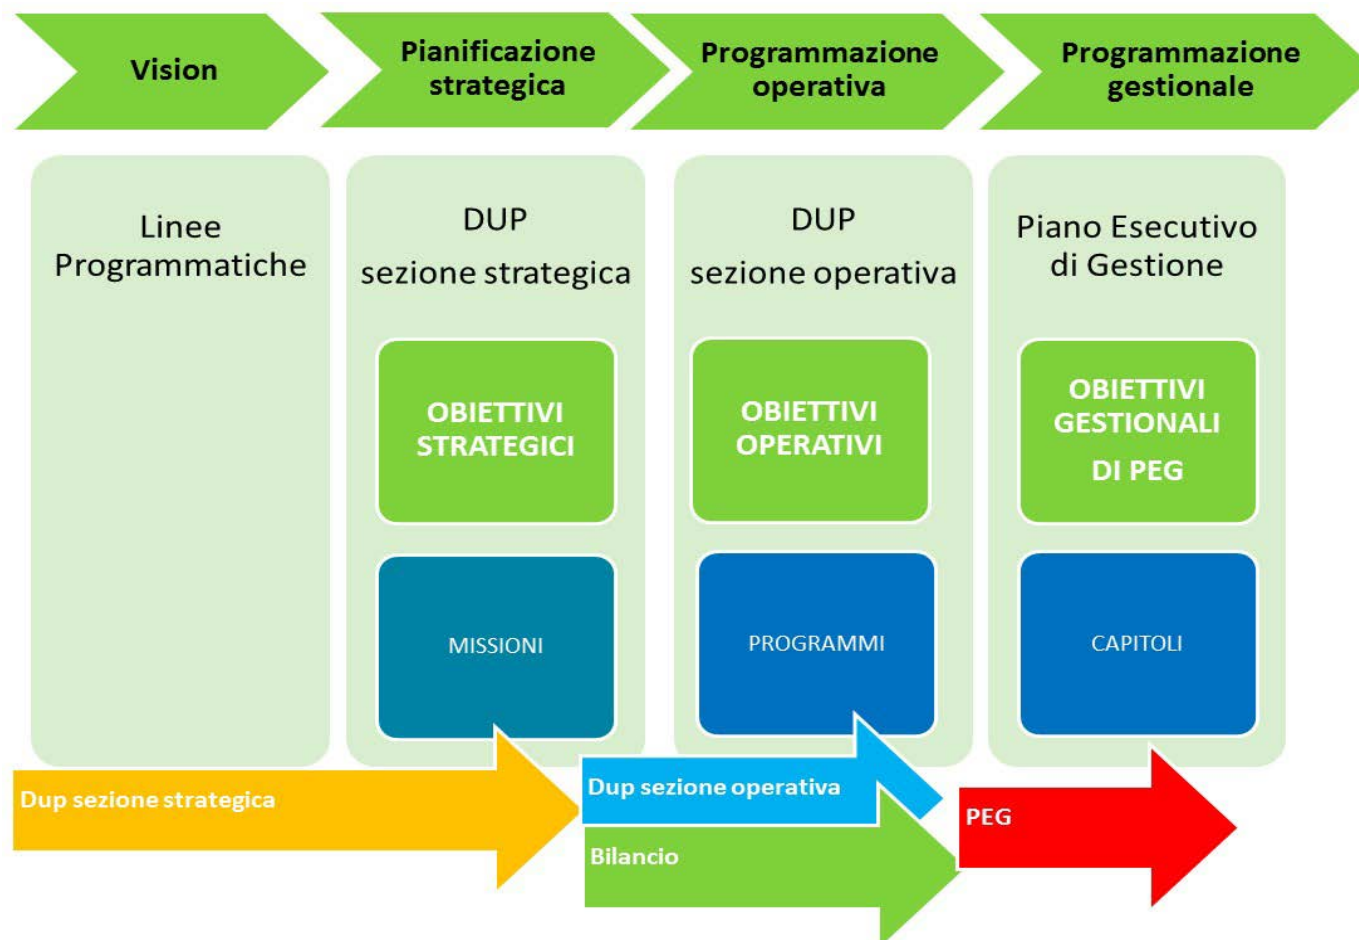 Vision
Pianificazione
strategica
Programmazione
operativa
Programmazione
gestionale
Linee
Programmatiche
DUP
sezione strategica
DUP
sezione operativa
Piano Esecutivo
di Gestione
OBIETTIVI
STRATEGICI
OBIETTIVI
OPERATIVI
OBIETTIVI
GESTIONALI
DI PEG
MISSIONI
PROGRAMMI
CAPITOLI
Dup sezione strategica
Dup sezione operativa
PEG
Bilancio